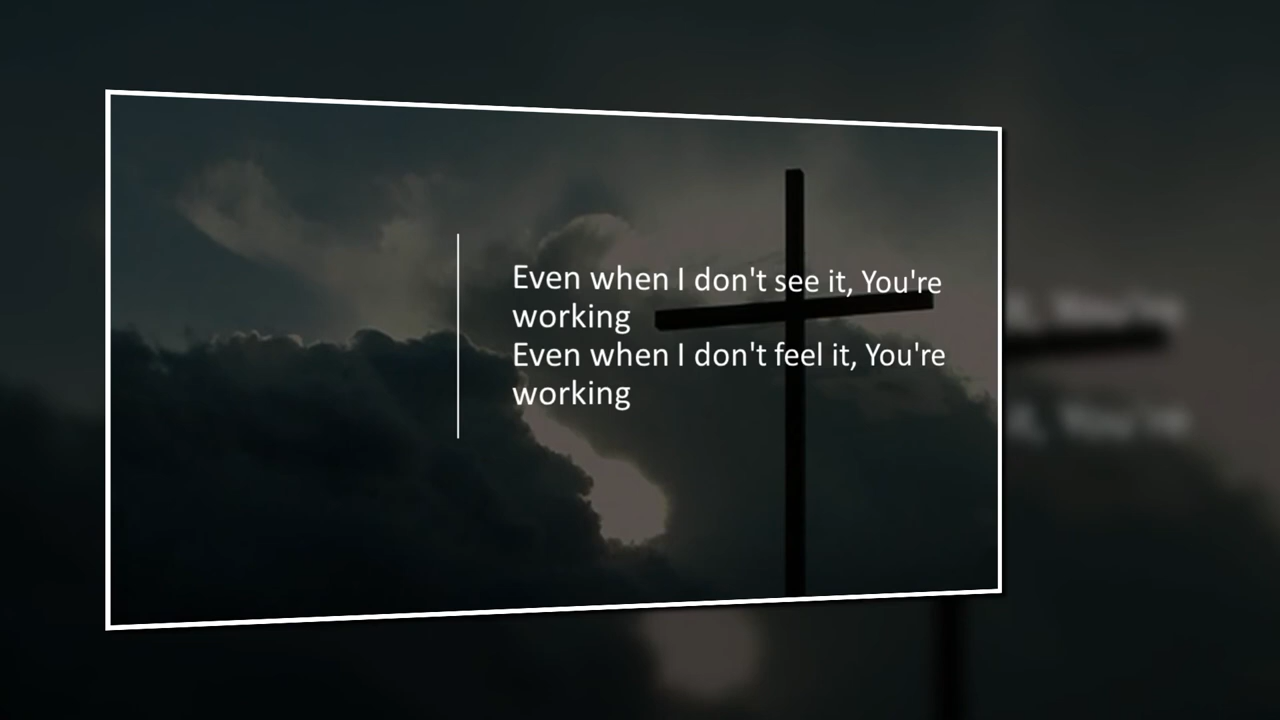 Even when I don't see it, You're
working
Even when I don't feel it, You're
working